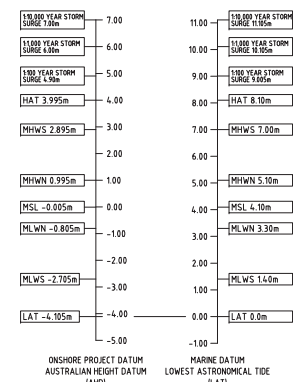 1:10,000 YEAR STORM
SURGE 7.00m
1:1,000 YEAR STORM
SURGE 6.00m
1:100 YEAR STORM
SURGE 4.90m
HAT 3.995m
MHWS 2.895m
MHWN 0.995m
MSL -0.005m
MLWN -0.805m
MLWS -2.705m
LAT -4.105m
7.00
6.00
5.00
4.00
3.00
2.00
1.00
0.00
-1.00
-2.00
-3.00
-4.00
-5.00
ONSHORE PROJECT DATUM
AUSTRALIAN HEIGHT DATUM
(AHD)
11.00
10.00
9.00
8.00
7.00
6.00
5.00
4.00
3.00
2.00
1.00
0.00
-1.00
1:10,000 YEAR STORM
SURGE 11.105m
1:1,000 YEAR STORM
SURGE 10.105m
1:100 YEAR STORM
SURGE 9.005m
HAT 8.10m
MHWS 7.00m
MHWN 5.10m
MSL 4.10m
MLWN 3.30m
MLWS 1.40m
LAT 0.0m
MARINE DATUM
LOWEST ASTRONOMICAL TIDE
(LAT)